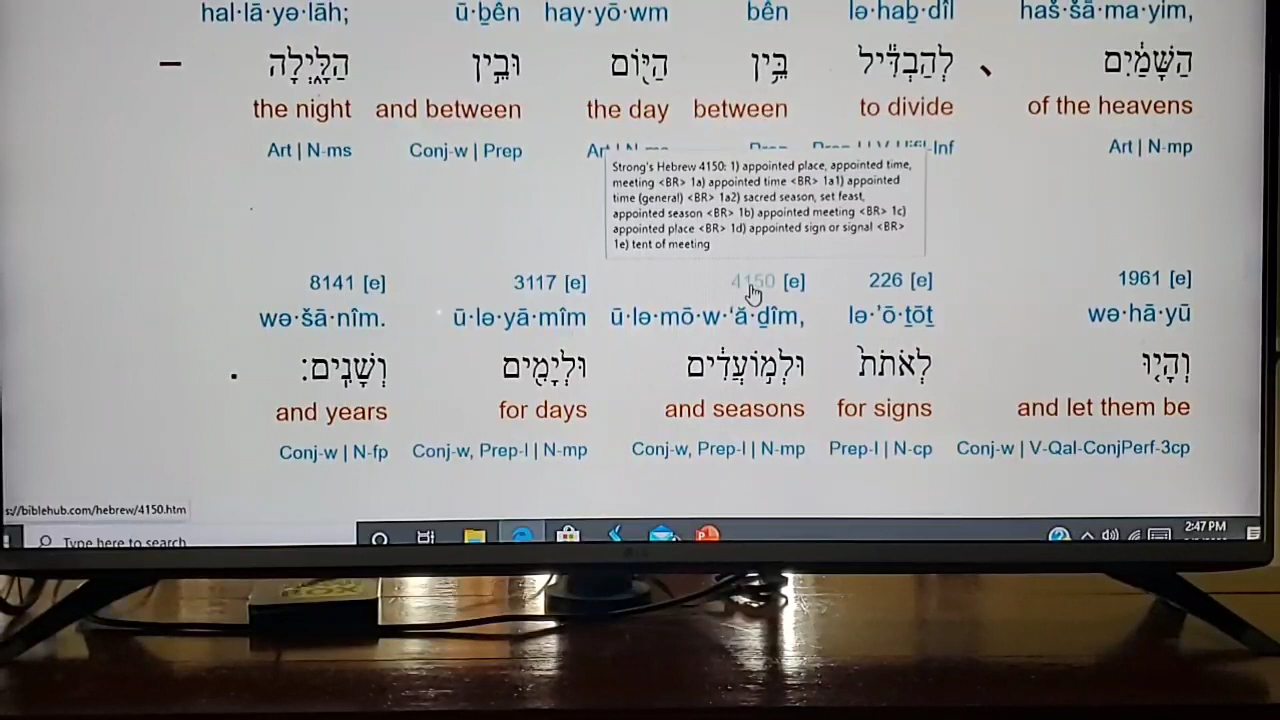 hal·lā·yə·lāh; ū·ḇên hay·yō·wm bên lə·haḇ·dîl haš·šā·ma·yim,
הַלָּ֑יְלָה וּבֵ֣ין הַיּ֖וֹם בֵּ֥ין לְהַבְדִּ֕יל הַשָּׁמַ֔יִם
the night and between the day between to divide of the heavens
Art | N-ms Conj-w | Prep -Inf Art | N-mp
Strong's Hebrew 4150: 1) appointed place, appointed time,
meeting <BR> 1a) appointed time <BR> 1a1) appointed
time (general) <BR> 1a2) sacred season, set feast,
appointed season <BR> 1b) appointed meeting <BR> 1c)
appointed place <BR> 1d) appointed sign or signal <BR>
1e) tent of meeting
8141 [e] 3117 [e] 4150 [e] 226 [e] 1961 [e]
wə·šā·nîm. ū·lə·yā·mîm ū·lə·mō·w·‘ă·ḏîm, lə·’ō·ṯōṯ wə·hā·yū
וְשָׁנִֽים׃ וּלְיָמִ֖ים וּלְמ֣וֹעֲדִ֔ים לְאֹתֹת֙ וְהָי֤וּ
and years for days and seasons for signs and let them be
Conj-w | N-fp Conj-w, Prep-l | N-mp Conj-w, Prep-l | N-mp Prep-l | N-cp Conj-w | V-Qal-ConjPerf-3cp
s://biblehub.com/hebrew/4150.htm
Type here to search
2:47 PM